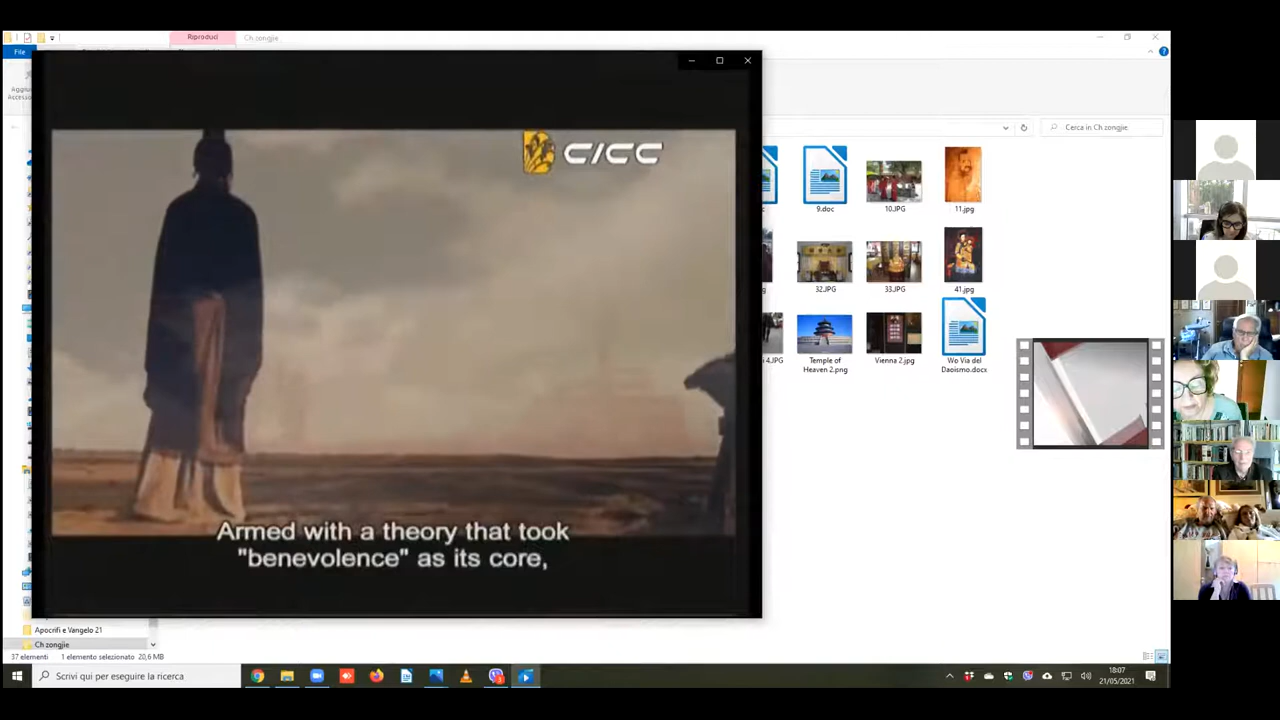 Riproduci
Ch zongjie
File
Cerca in Ch zongjie
CICC
9.doc
10.JPG
11.jpg
32.JPG
33.JPG
41.jpg
4.JPG
Temple of
Heaven 2.png
Vienna 2.jpg
Wo Via del
Daoismo.docx
Armed with a theory that took
"benevolence" as its core,
Apocrifi e Vangelo 21
Ch zongjie
37 elementi
1 elemento selezionato 20,6 MB
Scrivi qui per eseguire la ricerca
18:07
21/05/2021